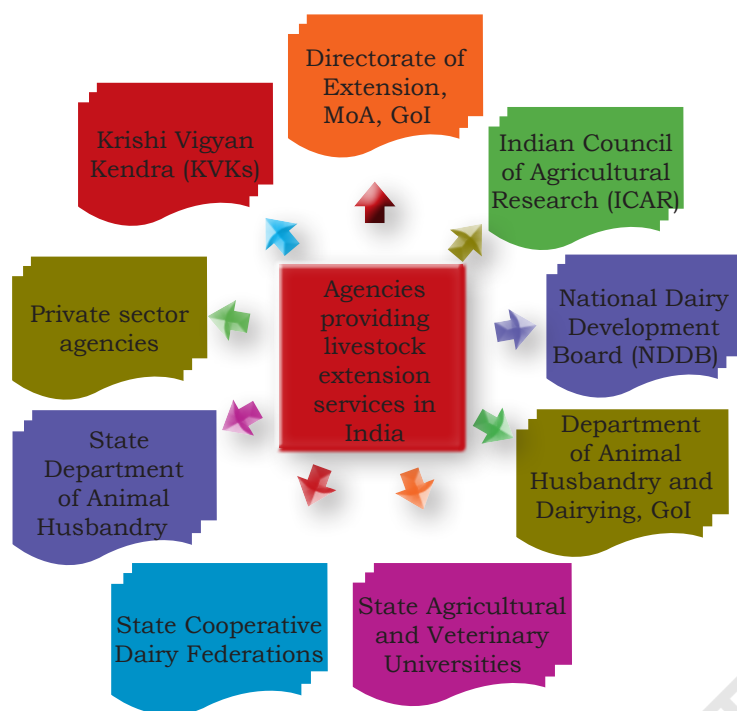 Directorate of
Extension,
MoA, GoI
Krishi Vigyan
Kendra (KVKs)
Indian Council
of Agricultural
Research (ICAR)
Private sector
agencies
Agencies
providing
livestock
extension
services in
India
National Dairy
Development
Board (NDDB)
State
Department
of Animal
Husbandry
Department
of Animal
Husbandry and
Dairying, GoI
State Cooperative
Dairy Federations
State Agricultural
and Veterinary
Universities